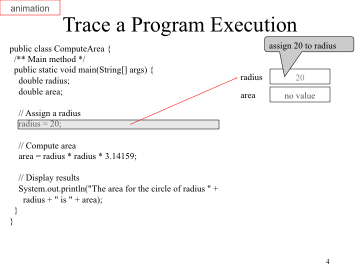 animation
Trace a Program Execution
assign 20 to radius
public class ComputeArea {
/** Main method */
public static void main(String[] args) {
double radius;
double area;
radius 20
area no value
// Assign a radius
radius = 20;
// Compute area
area = radius * radius * 3.14159;
// Display results
System.out.println("The area for the circle of radius " +
radius + " is " + area);
}
}
4